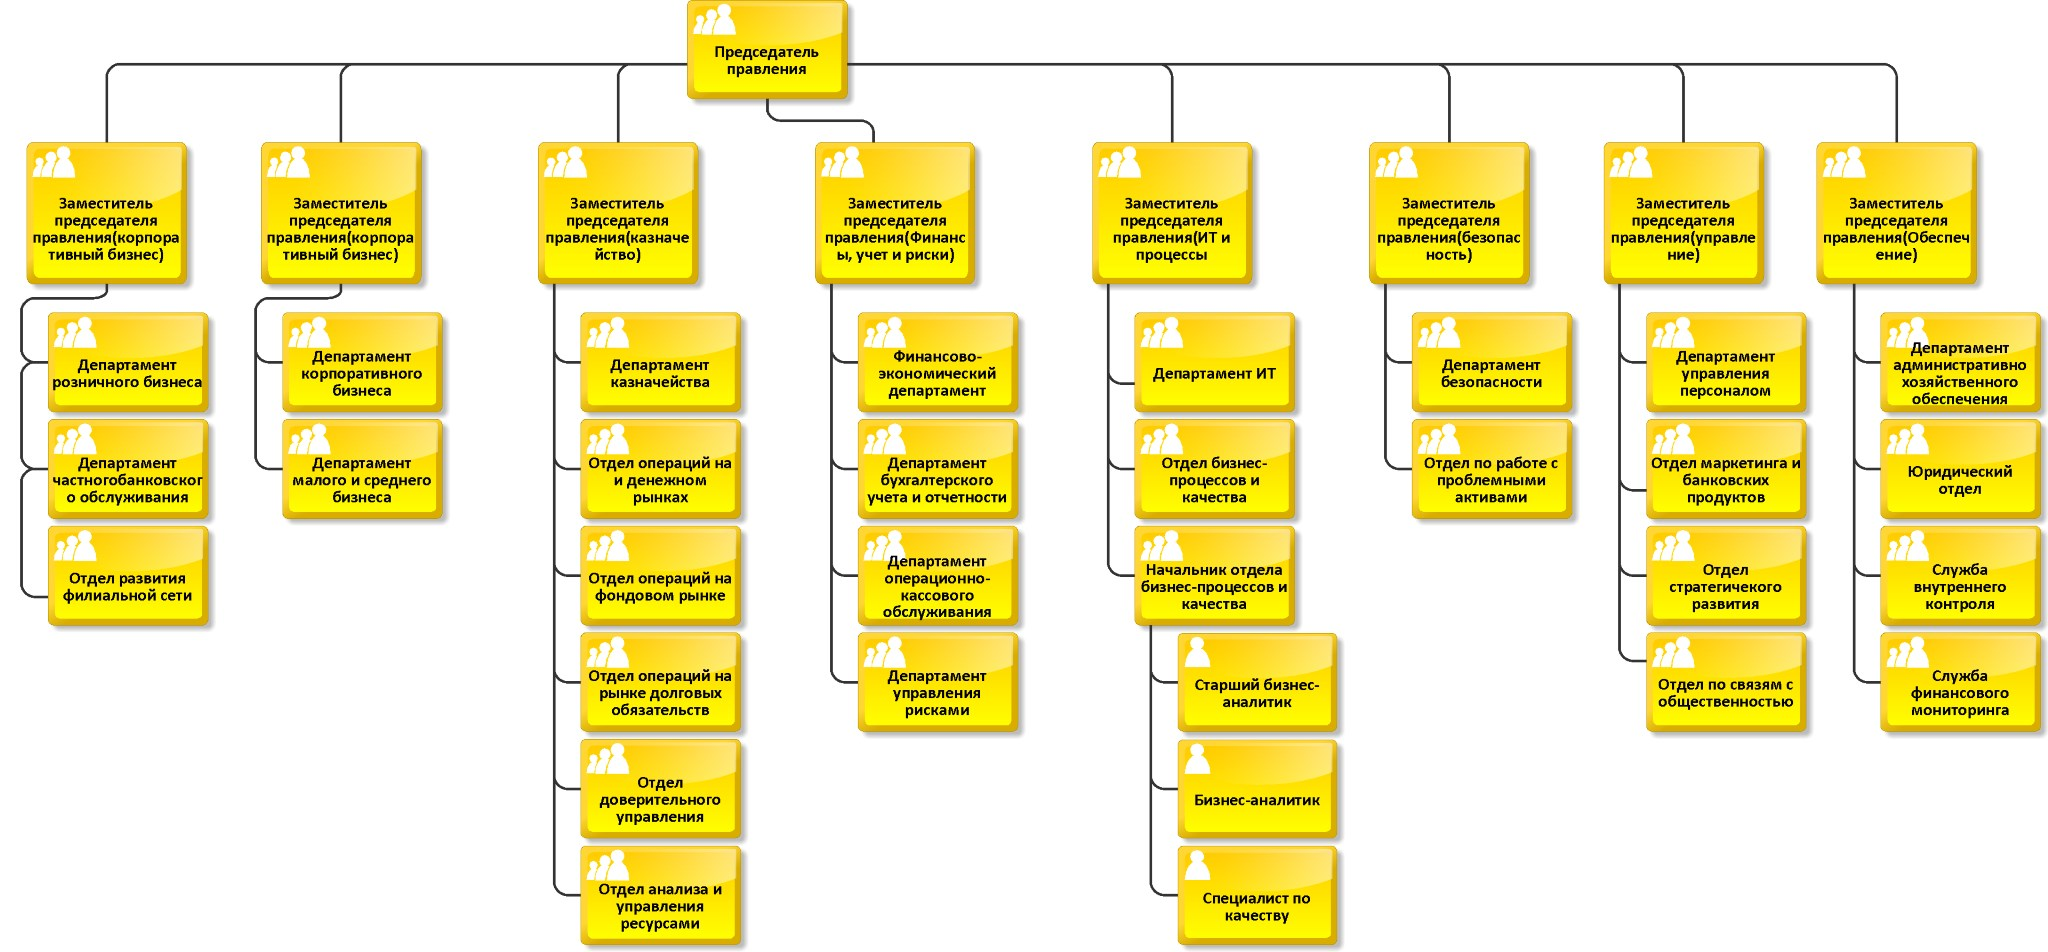 Председатель
правления
Заместитель
председателя
правления(корпора
тивный бизнес)
Заместитель
председателя
правления(корпора
тивный бизнес)
Заместитель
председателя
правления(казначе
йство)
Заместитель
председателя
правления(Финанс
ы, учет и риски)
Заместитель
председателя
правления(ИТ и
процессы
Заместитель
председателя
правления(безопас
ность)
Заместитель
председателя
правления(управле
ние)
Заместитель
председателя
правления(Обеспеч
ение)
Департамент
розничного бизнеса
Департамент
частногобанковског
о обслуживания
Отдел развития
филиальной сети
Департамент
корпоративного
бизнеса
Департамент
малого и среднего
бизнеса
Департамент
казначейства
Отдел операций на
и денежном
рынках
Отдел операций на
фондовом рынке
Отдел операций на
рынке долговых
обязательств
Отдел
доверительного
управления
Отдел анализа и
управления
ресурсами
Финансово-
экономический
департамент
Департамент
бухгалтерского
учета и отчетности
Департамент
операционно-
кассового
обслуживания
Департамент
управления
рисками
Департамент ИТ
Отдел бизнес-
процессов и
качества
Начальник отдела
бизнес-процессов и
качества
Старший бизнес-
аналитик
Бизнес-аналитик
Специалист по
качеству
Департамент
безопасности
Отдел по работе с
проблемными
активами
Департамент
управления
персоналом
Отдел маркетинга и
банковских
продуктов
Отдел
стратегичекого
развития
Отдел по связям с
общественностью
Департамент
административно
хозяйственного
обеспечения
Юридический
отдел
Служба
внутреннего
контроля
Служба
финансового
мониторинга